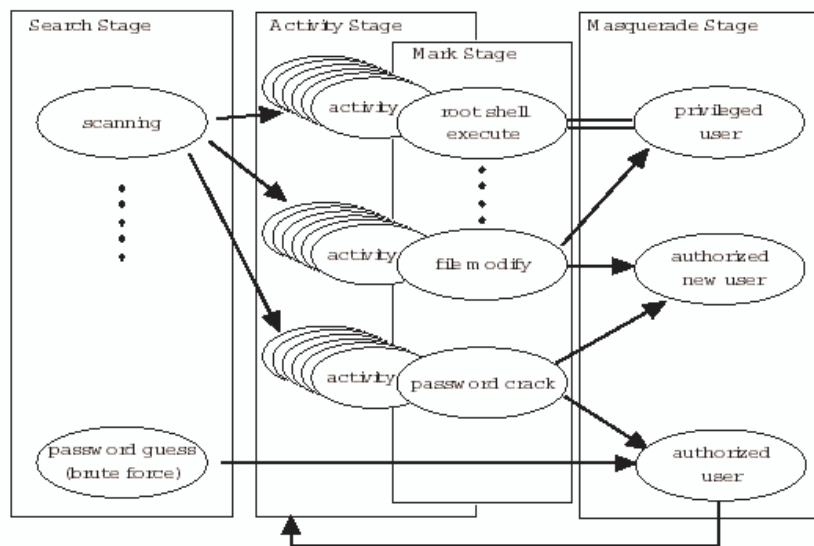 Search Stage
Activity Stage
Masquerade Stage
Mark Stage
scanning
activity
root shell
execute
privileged
user
activity
file modify
authorized
new user
activity
password crack
password guess
(brute force)
authorized
user